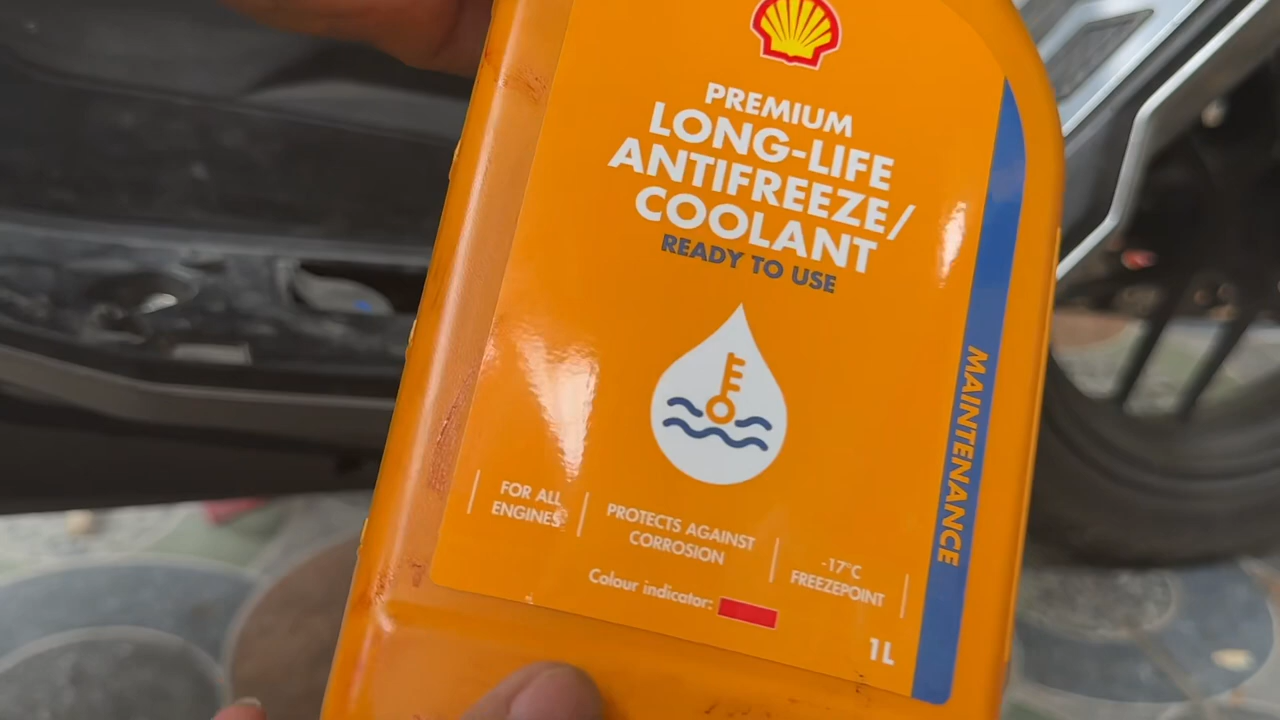 PREMIUM
LONG-LIFE
ANTIFREEZE/
COOLANT
READY TO USE
MAINTENANCE
FOR ALL
ENGINES
PROTECTS AGAINST
CORROSION
-17°C
FREEZEPOINT
Colour indicator:
1L